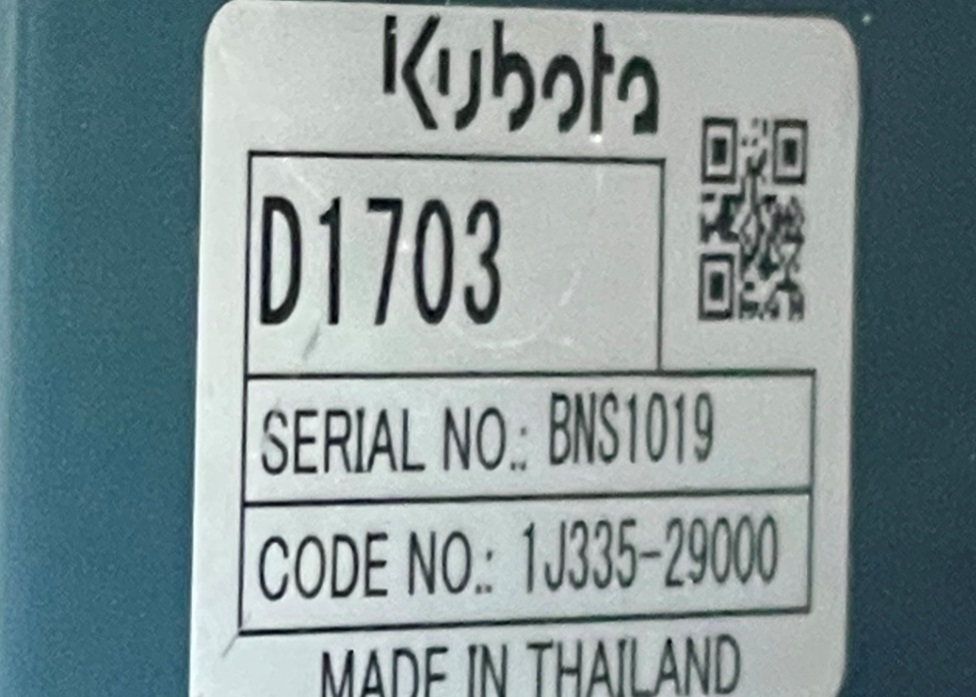 Kubota
D1703
SERIAL NO.: BNS1019
CODE NO.: 1J335-29000
MADE IN THAILAND